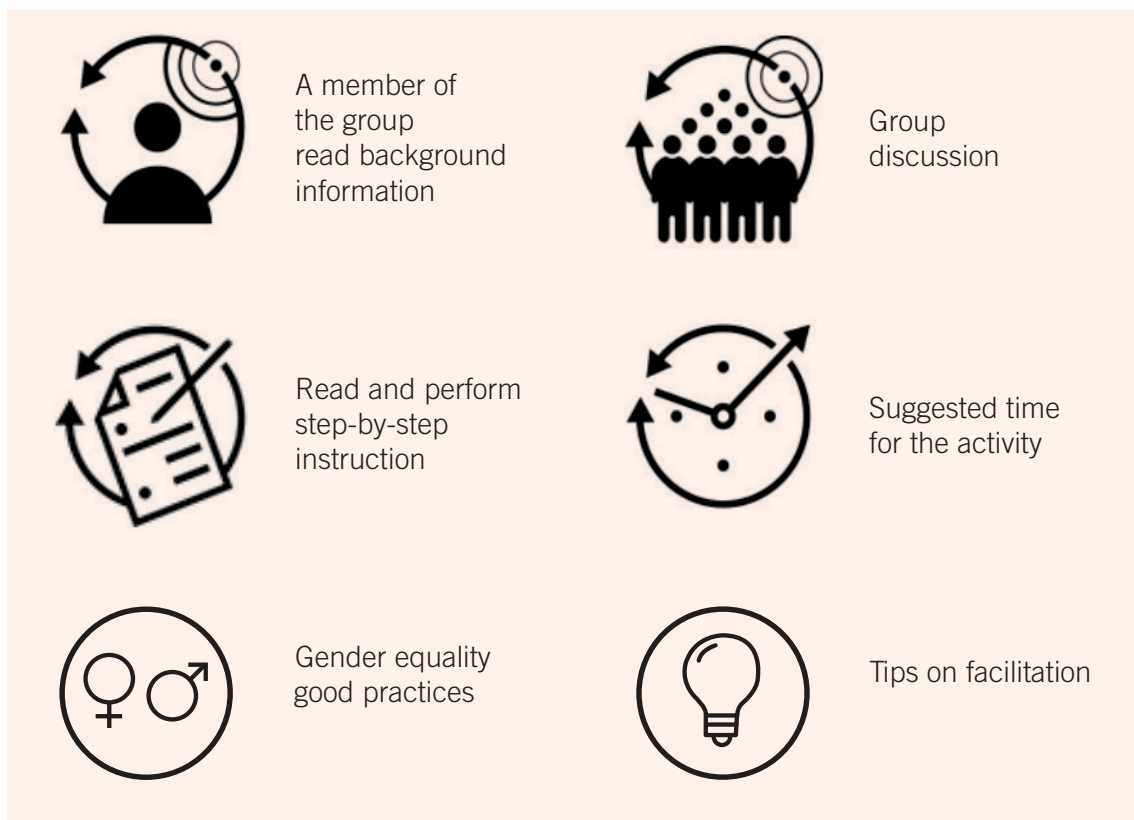 A member of
the group
read background
information
Group
discussion
Read and perform
step-by-step
instruction
Suggested time
for the activity
Gender equality
good practices
Tips on facilitation